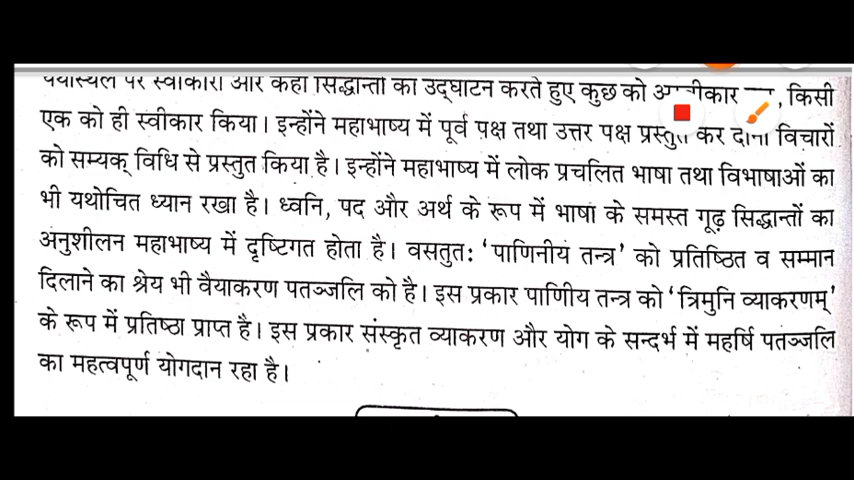 पर स्वीकारा और कहीं सिद्धान्तों का उद्घाटन करते हुए कुछ को , किसी
एक को ही स्वीकार किया। इन्होंने महाभाष्य में पूर्व पक्ष तथा उत्तर पक्ष प्रस्तुत कर विचारों
को सम्यक् विधि से प्रस्तुत किया है। इन्होंने महाभाष्य में लोक प्रचलित भाषा तथा विभाषाओं का
भी यथोचित ध्यान रखा है। ध्वनि, पद और अर्थ के रूप में भाषा के समस्त गूढ़ सिद्धान्तों का
अनुशीलन महाभाष्य में दृष्टिगत होता है। वसतुतः ‘पाणिनीय तन्त्र’ को प्रतिष्ठित व सम्मान
दिलाने का श्रेय भी वैयाकरण पतञ्जलि को है। इस प्रकार पाणिीय तन्त्र को ‘त्रिमुनि व्याकरणम्’
के रूप में प्रतिष्ठा प्राप्त है। इस प्रकार संस्कृत व्याकरण और योग के सन्दर्भ में महर्षि पतञ्जलि
का महत्वपूर्ण योगदान रहा है।